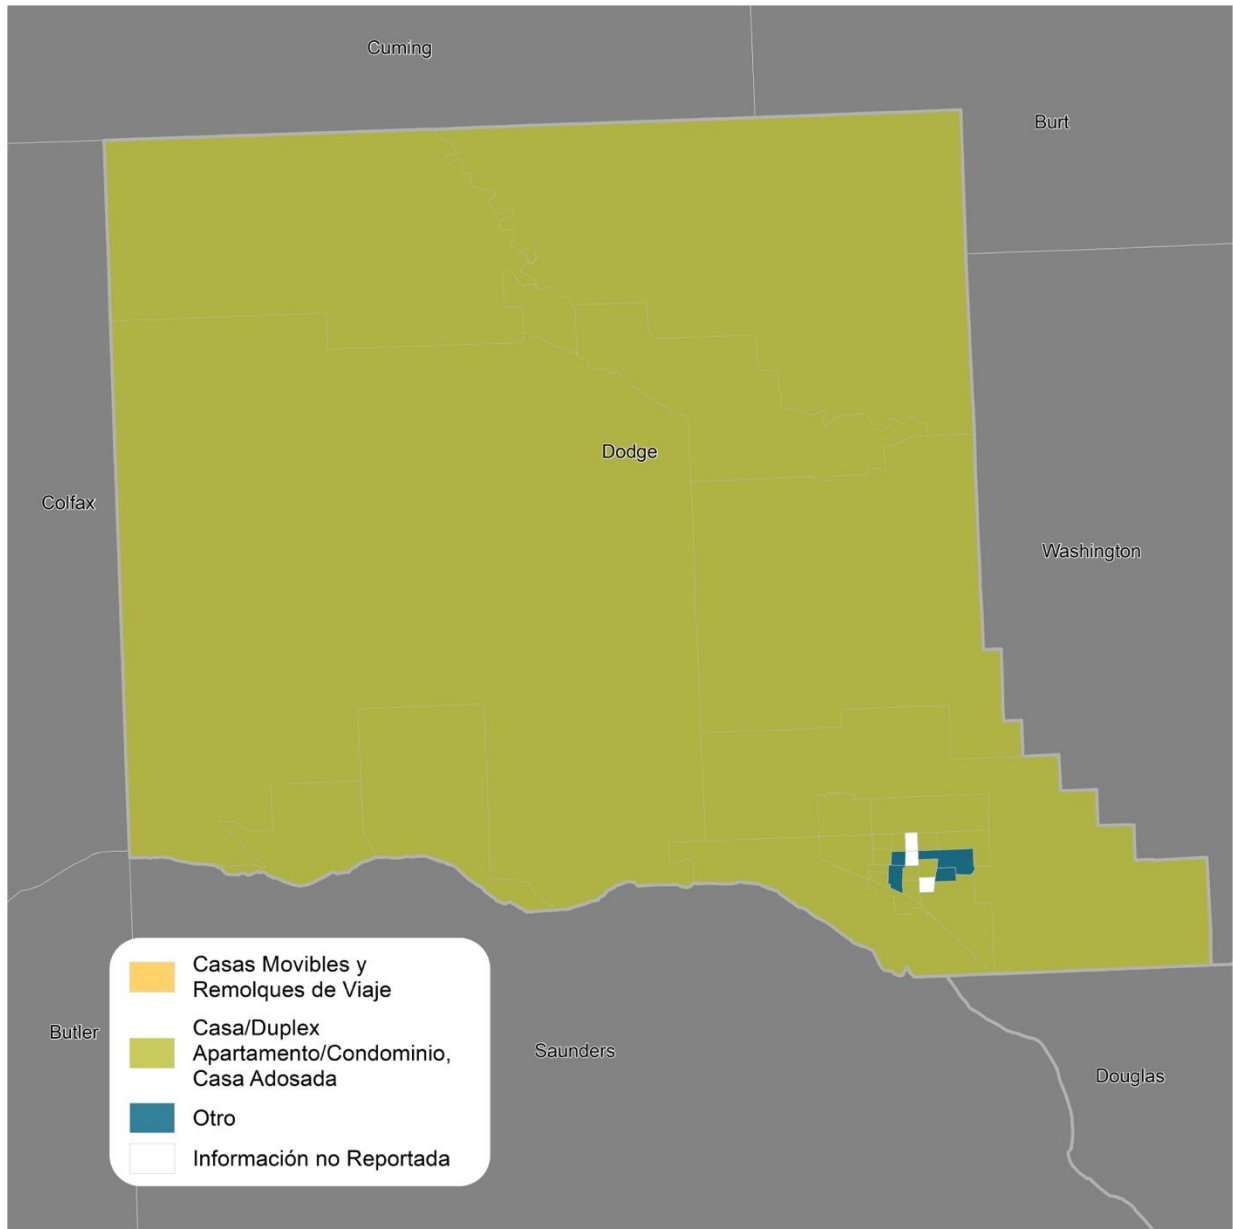 Cuming
Burt
Dodge
Colfax
Washington
Casas Movibles y
Remolques de Viaje
Casa/Duplex
Apartamento/Condominio,
Casa Adosada
Otro
Información no Reportada
Butler
Saunders
Douglas